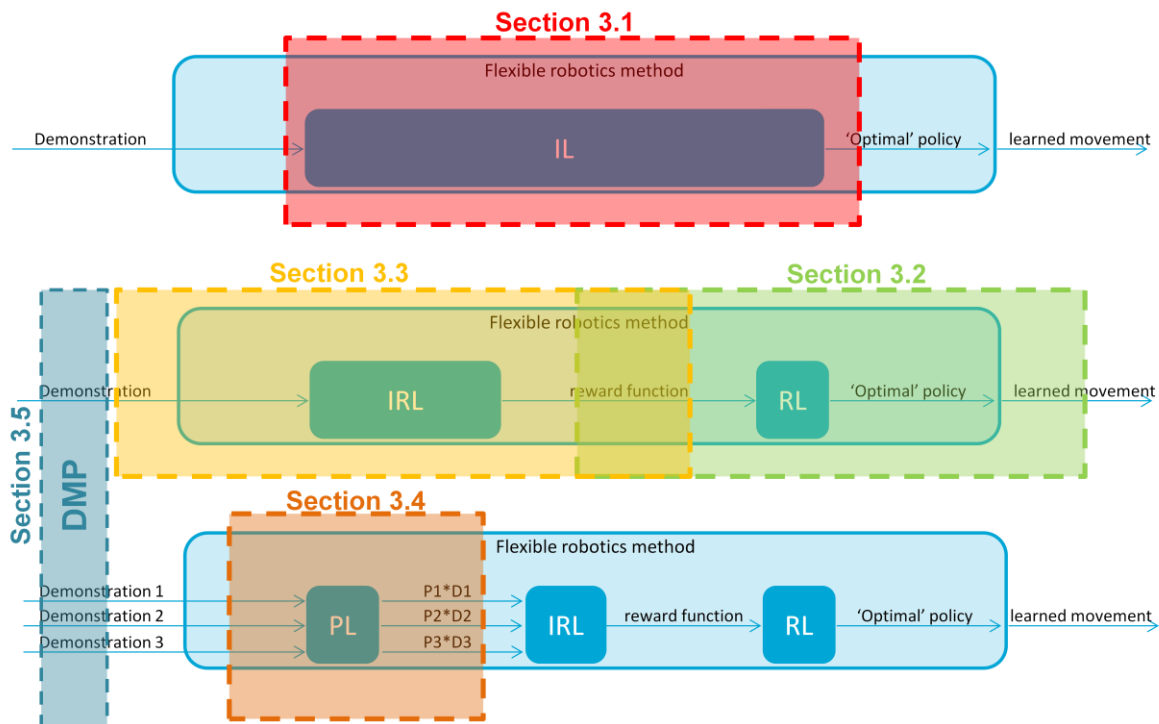 Section 3.1
Flexible robotics method
Demonstration
IL
'Optimal' policy
learned movement
Section 3.3
Section 3.2
Flexible robotics method
Demonstration
IRL
reward function
RL
'Optimal' policy
learned movement
Section 3.5
DMP
Section 3.4
Flexible robotics method
Demonstration 1
Demonstration 2
Demonstration 3
PL
P1*D1
P2*D2
P3*D3
IRL
reward function
RL
'Optimal' policy
learned movement